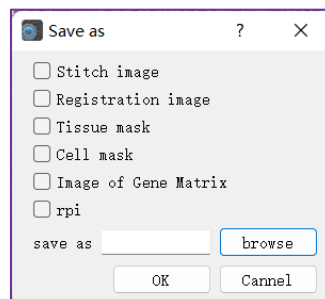 Save as ?
Stitch image
Registration image
Tissue mask
Cell mask
Image of Gene Matrix
rpi
save as browse
OK Cannel